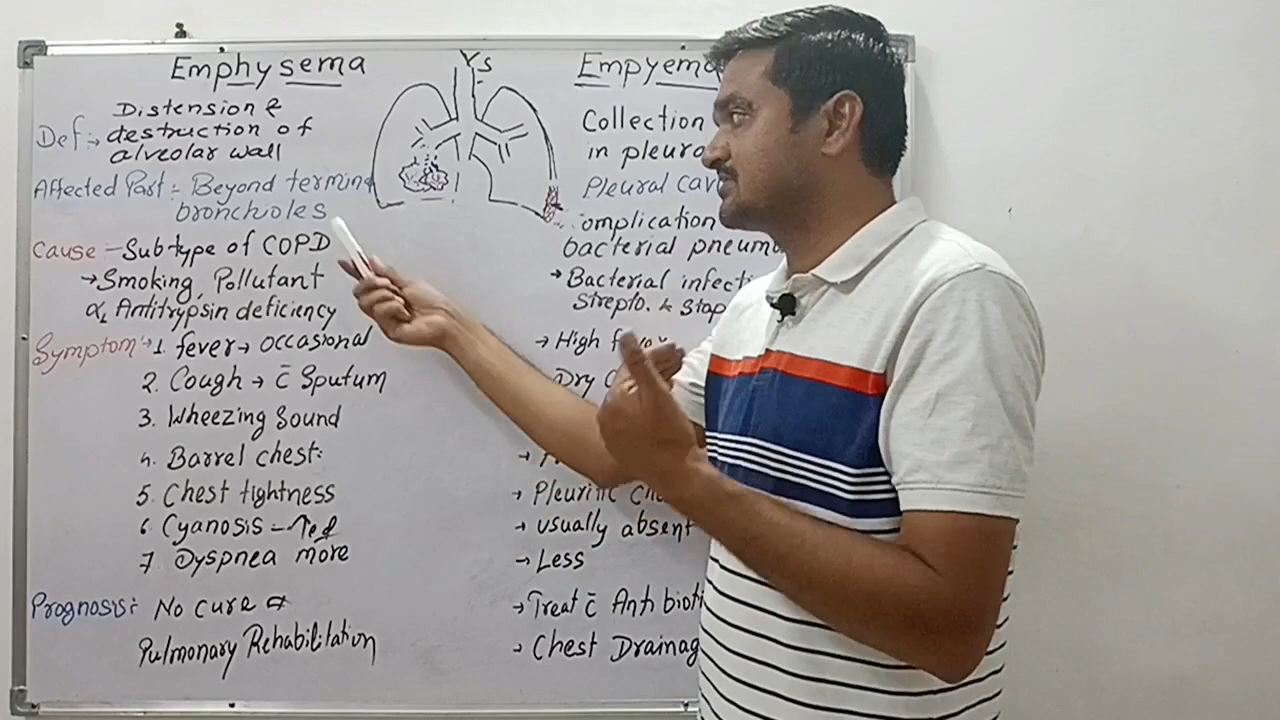 Emphysema Vs Empyema
Def:→ Distension &
destruction of
alveolar wall
Affected Part:- Beyond termin
bronchioles
Cause - Subtype of COPD
→ Smoking, Pollutant
α1 Antitrypsin deficiency
Symptom:→ 1. fever → occasional
2. Cough → c̄ Sputum
3. Wheezing Sound
4. Barrel chest:
5. Chest tightness
6 Cyanosis - ↑ed
7 Dyspnea more
Prognosis: No cure
Pulmonary Rehabilitation
Collection
in pleura
Pleural cav
omplication
bacterial pneum
→ Bacterial infecti
Strepto. & Stap
→ High fever
Dry
→ Pleuritic
→ usually absent
→ Less
→ Treat c̄ Antibioti
→ Chest Drainag